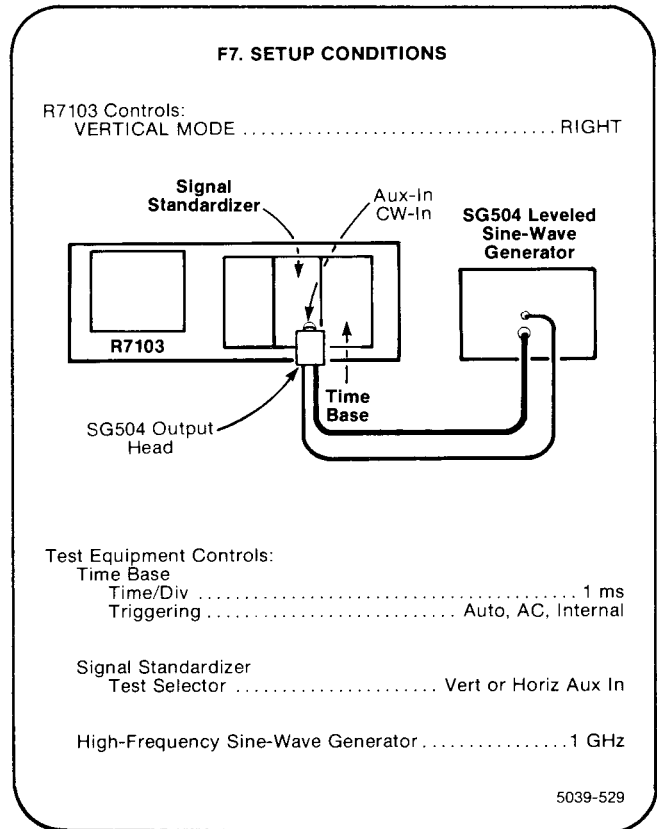 F7. SETUP CONDITIONS
R7103 Controls:
VERTICAL MODE ................................. RIGHT
Signal
Standardizer
Aux-In
CW-In
SG504 Leveled
Sine-Wave
Generator
R7103
Time
Base
SG504 Output
Head
Test Equipment Controls:
Time Base
Time/Div ........................................ 1 ms
Triggering .......................... Auto, AC, Internal
Signal Standardizer
Test Selector ...................... Vert or Horiz Aux In
High-Frequency Sine-Wave Generator ................ 1 GHz
5039-529